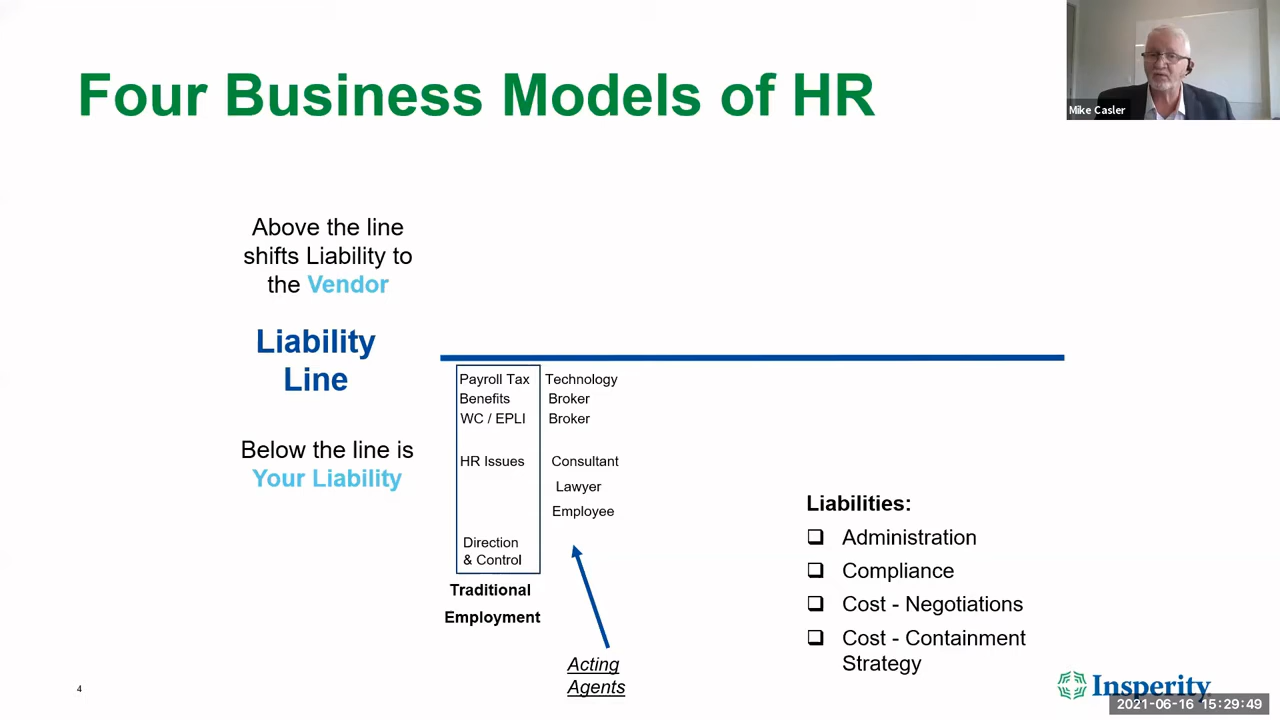 Four Business Models of HR
Mike Casler
Above the line
shifts Liability to
the Vendor
Liability
Line
Below the line is
Your Liability
Payroll Tax
Benefits
WC / EPLI
HR Issues
Direction
& Control
Traditional
Employment
Technology
Broker
Broker
Consultant
Lawyer
Employee
Acting
Agents
Liabilities:
❑ Administration
❑ Compliance
❑ Cost - Negotiations
❑ Cost - Containment
Strategy
4
Insperity
2021-06-16 15:29:49